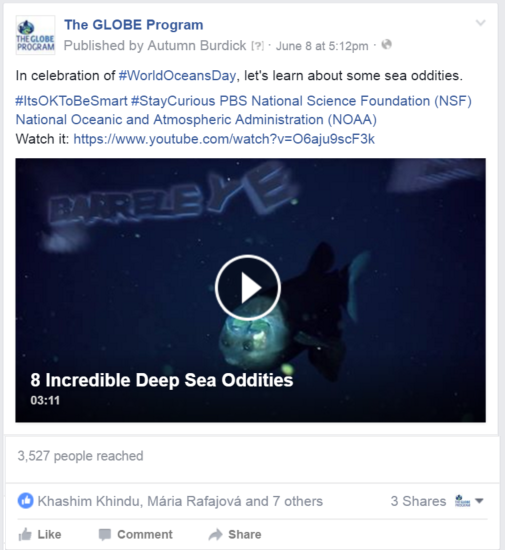 The GLOBE Program
THE GLOBE
PROGRAM
Published by Autumn Burdick [?] · June 8 at 5:12pm ·
In celebration of #WorldOceansDay, let's learn about some sea oddities.
#ItsOKToBeSmart #StayCurious PBS National Science Foundation (NSF)
National Oceanic and Atmospheric Administration (NOAA)
Watch it: https://www.youtube.com/watch?v=O6aju9scF3k
BARRELEYE
8 Incredible Deep Sea Oddities
03:11
3,527 people reached
Khashim Khindu, Mária Rafajová and 7 others
3 Shares
Like Comment Share